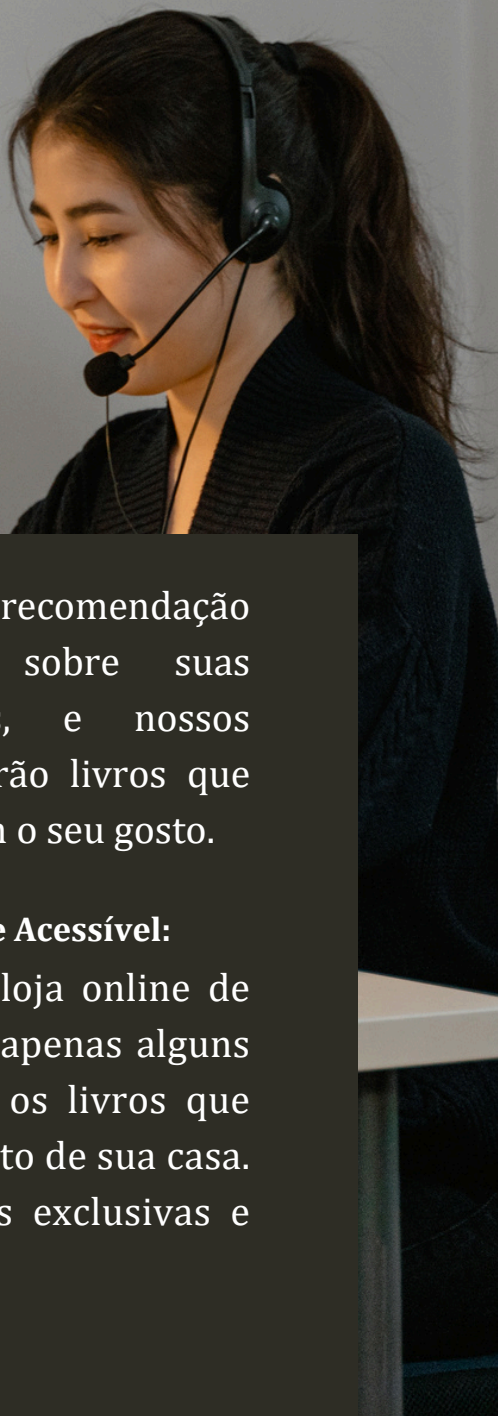 recomendação
sobre suas
, e nossos
rão livros que
o seu gosto.
e Acessível:
loja online de
apenas alguns
os livros que
to de sua casa.
s exclusivas e